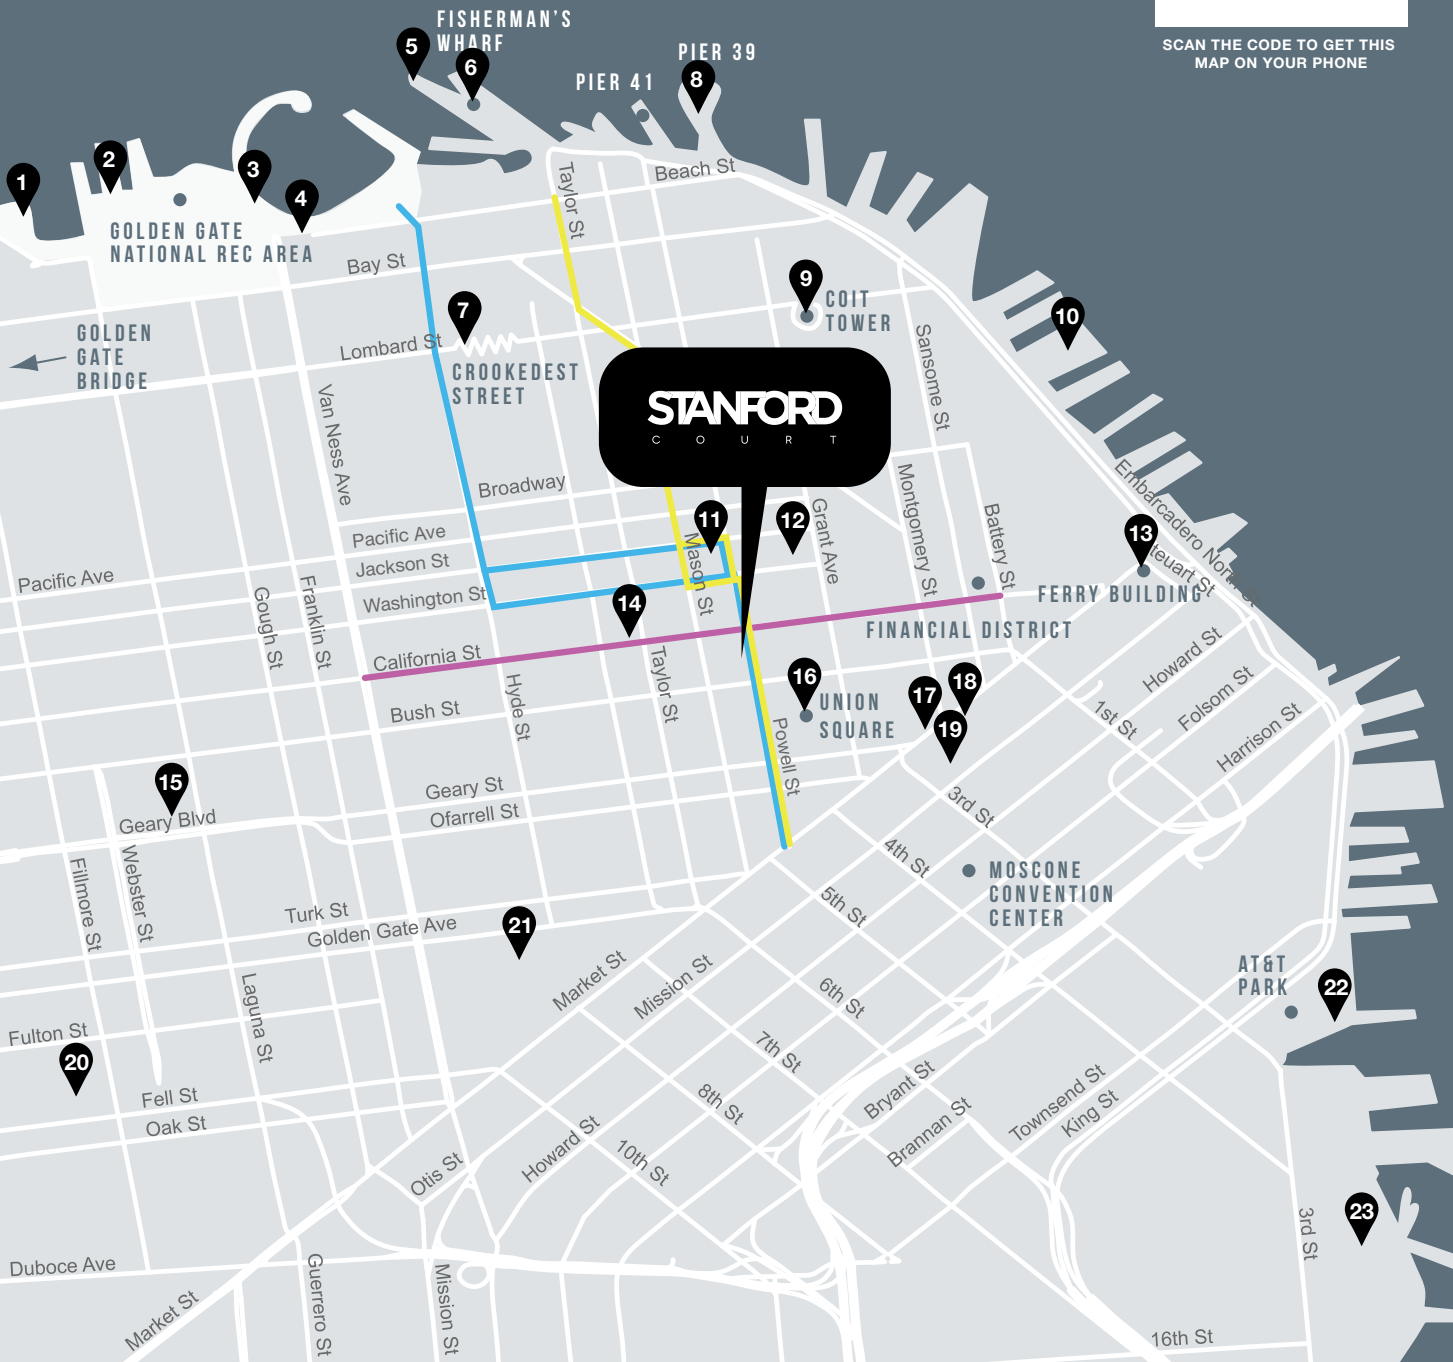 SCAN THE CODE TO GET THIS
MAP ON YOUR PHONE
FISHERMAN'S
WHARF
PIER 39
PIER 41
5
6
8
1
2
3
4
GOLDEN GATE
NATIONAL REC AREA
Beach St
Taylor St
Bay St
7
9
COIT
TOWER
10
GOLDEN
GATE
BRIDGE
Lombard St
CROOKEDEST
STREET
Sansome St
Van Ness Ave
STANFORD
COURT
Broadway
Embarcadero North St
Pacific Ave
Jackson St
Washington St
Pacific Ave
Gough St
Franklin St
11
12
13
Mason St
Grant Ave
Montgomery St
Battery St
teuart St
FERRY BUILDING
FINANCIAL DISTRICT
14
California St
Taylor St
Hyde St
Bush St
16
UNION
SQUARE
17
18
19
Powell St
Howard St
Folsom St
Harrison St
1st St
15
Geary Blvd
Geary St
Ofarrell St
3rd St
4th St
5th St
MOSCONE
CONVENTION
CENTER
Fillmore St
Webster St
Turk St
Golden Gate Ave
21
Market St
Mission St
6th St
7th St
8th St
AT&T
PARK
22
Laguna St
Fulton St
20
Fell St
Oak St
Otis St
Howard St
10th St
Bryant St
Brannan St
Townsend St
King St
3rd St
23
Duboce Ave
Market St
Guerrero St
Mission St
16th St